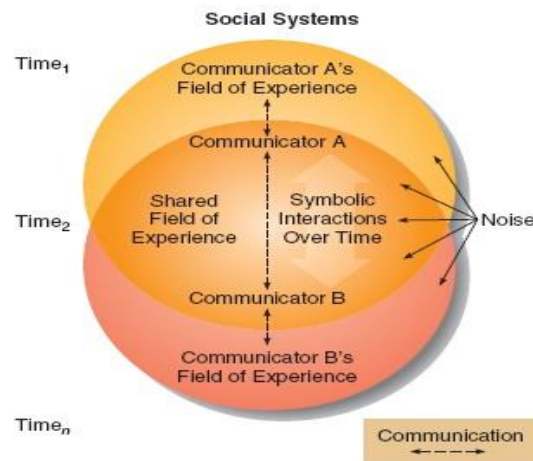 Social Systems
Time1
Communicator A's
Field of Experience
Communicator A
Shared
Field of
Experience
Symbolic
Interactions
Over Time
Time2
Noise
Communicator B
Communicator B's
Field of Experience
Timen
Communication